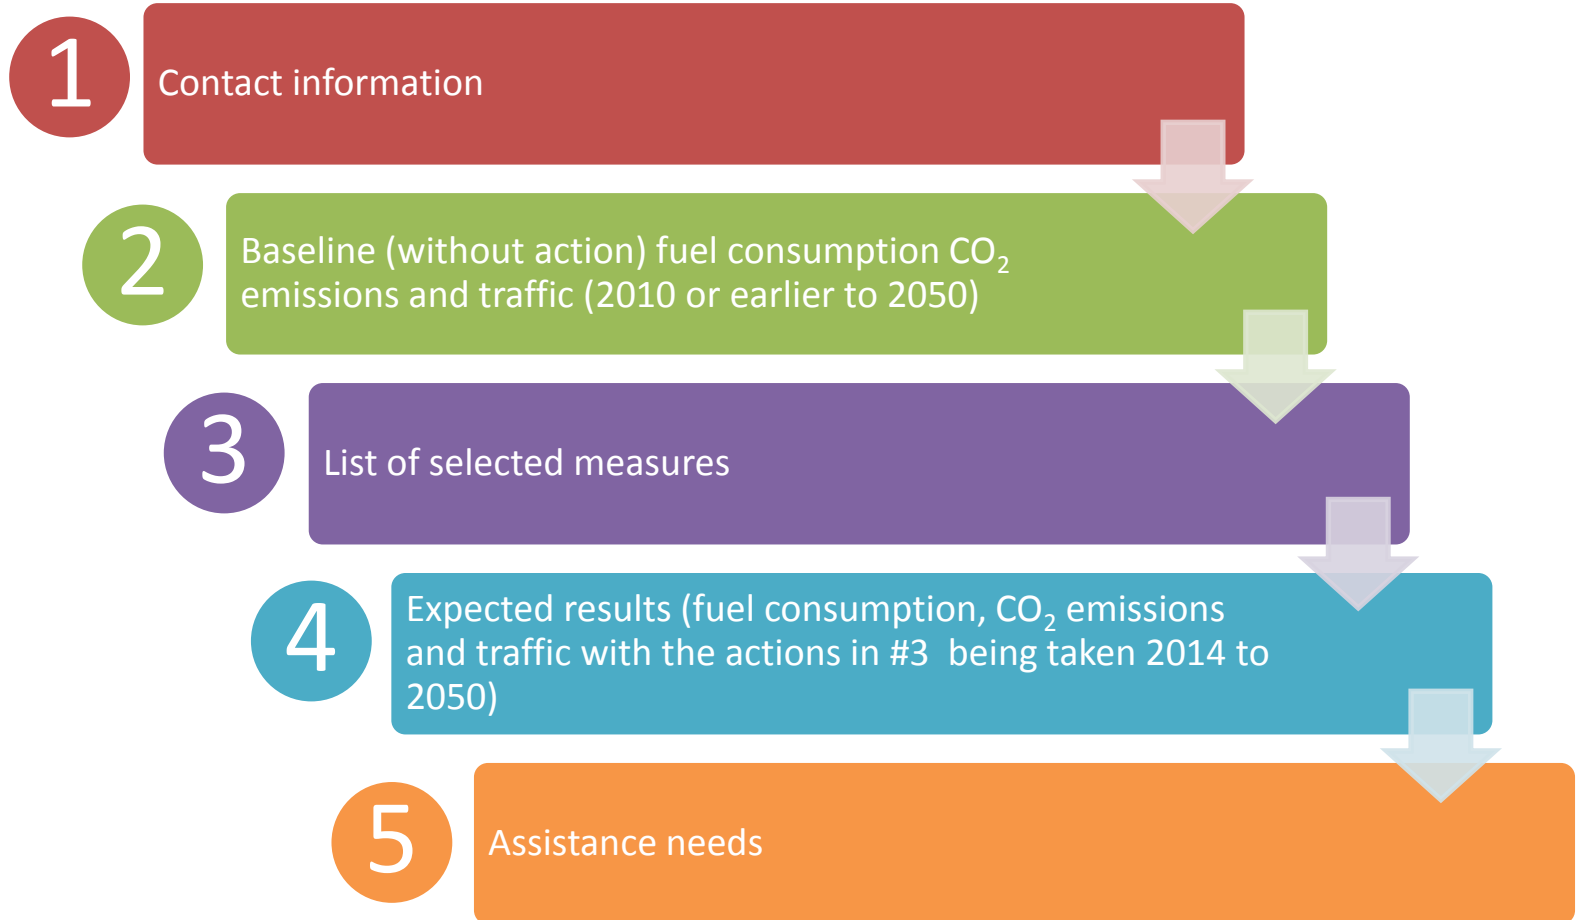 1
Contact information
2
Baseline (without action) fuel consumption CO₂
emissions and traffic (2010 or earlier to 2050)
3
List of selected measures
4
Expected results (fuel consumption, CO₂ emissions
and traffic with the actions in #3  being taken 2014 to
2050)
5
Assistance needs